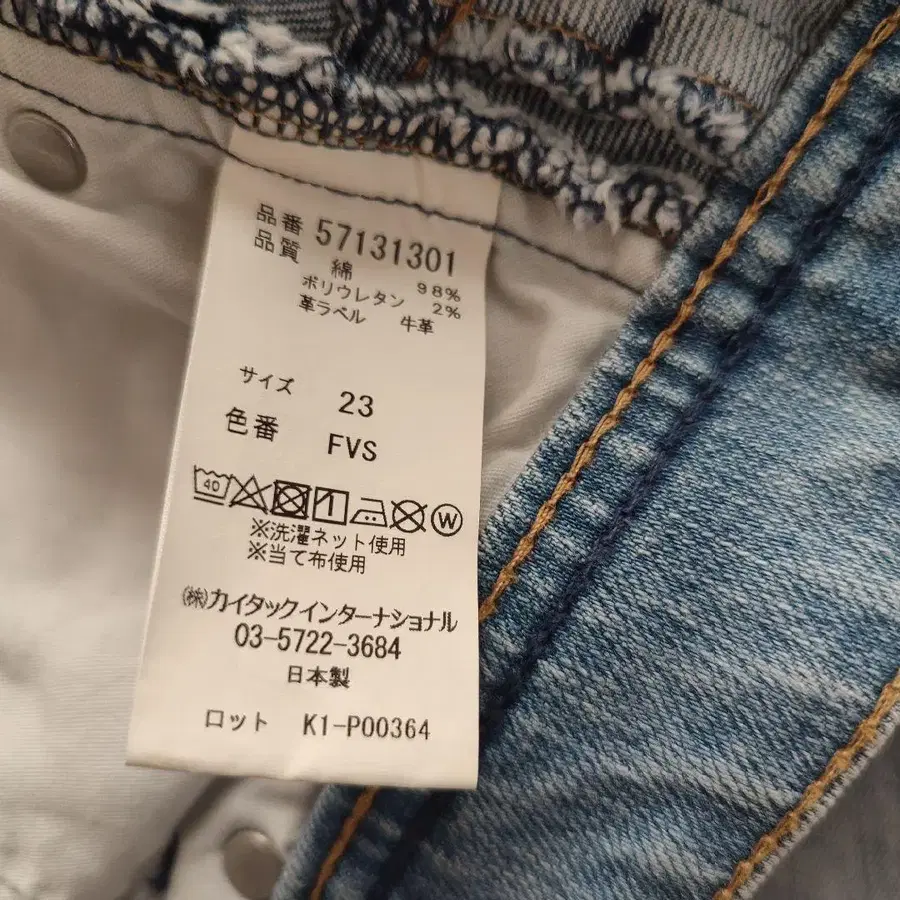 品番 57131301
品質 綿 98%
ポリウレタン 2%
革ラベル 牛革
サイズ 23
色番 FVS
40 W
※洗濯ネット使用
※当て布使用
㈱カイタックインターナショナル
03-5722-3684
日本製
ロット K1-P00364